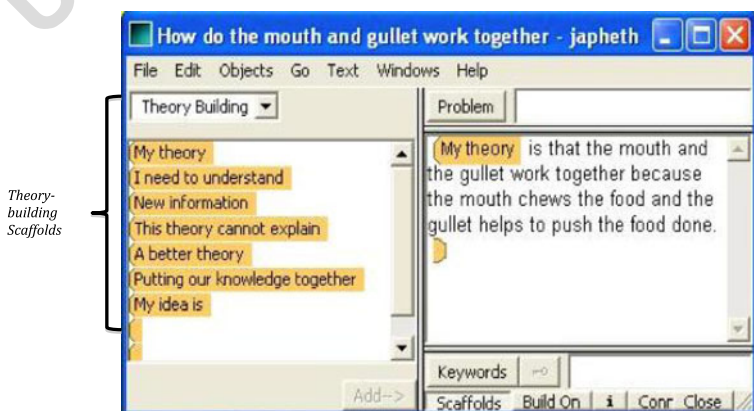 How do the mouth and gullet work together - japheth
File Edit Objects Go Text Windows Help
Theory Building
Problem
Theory-
building
Scaffolds
My theory
I need to understand
New information
This theory cannot explain
A better theory
Putting our knowledge together
My idea is
My theory is that the mouth and
the gullet work together because
the mouth chews the food and the
gullet helps to push the food done.
Add-->
Keywords
Scaffolds Build On i Conr Close